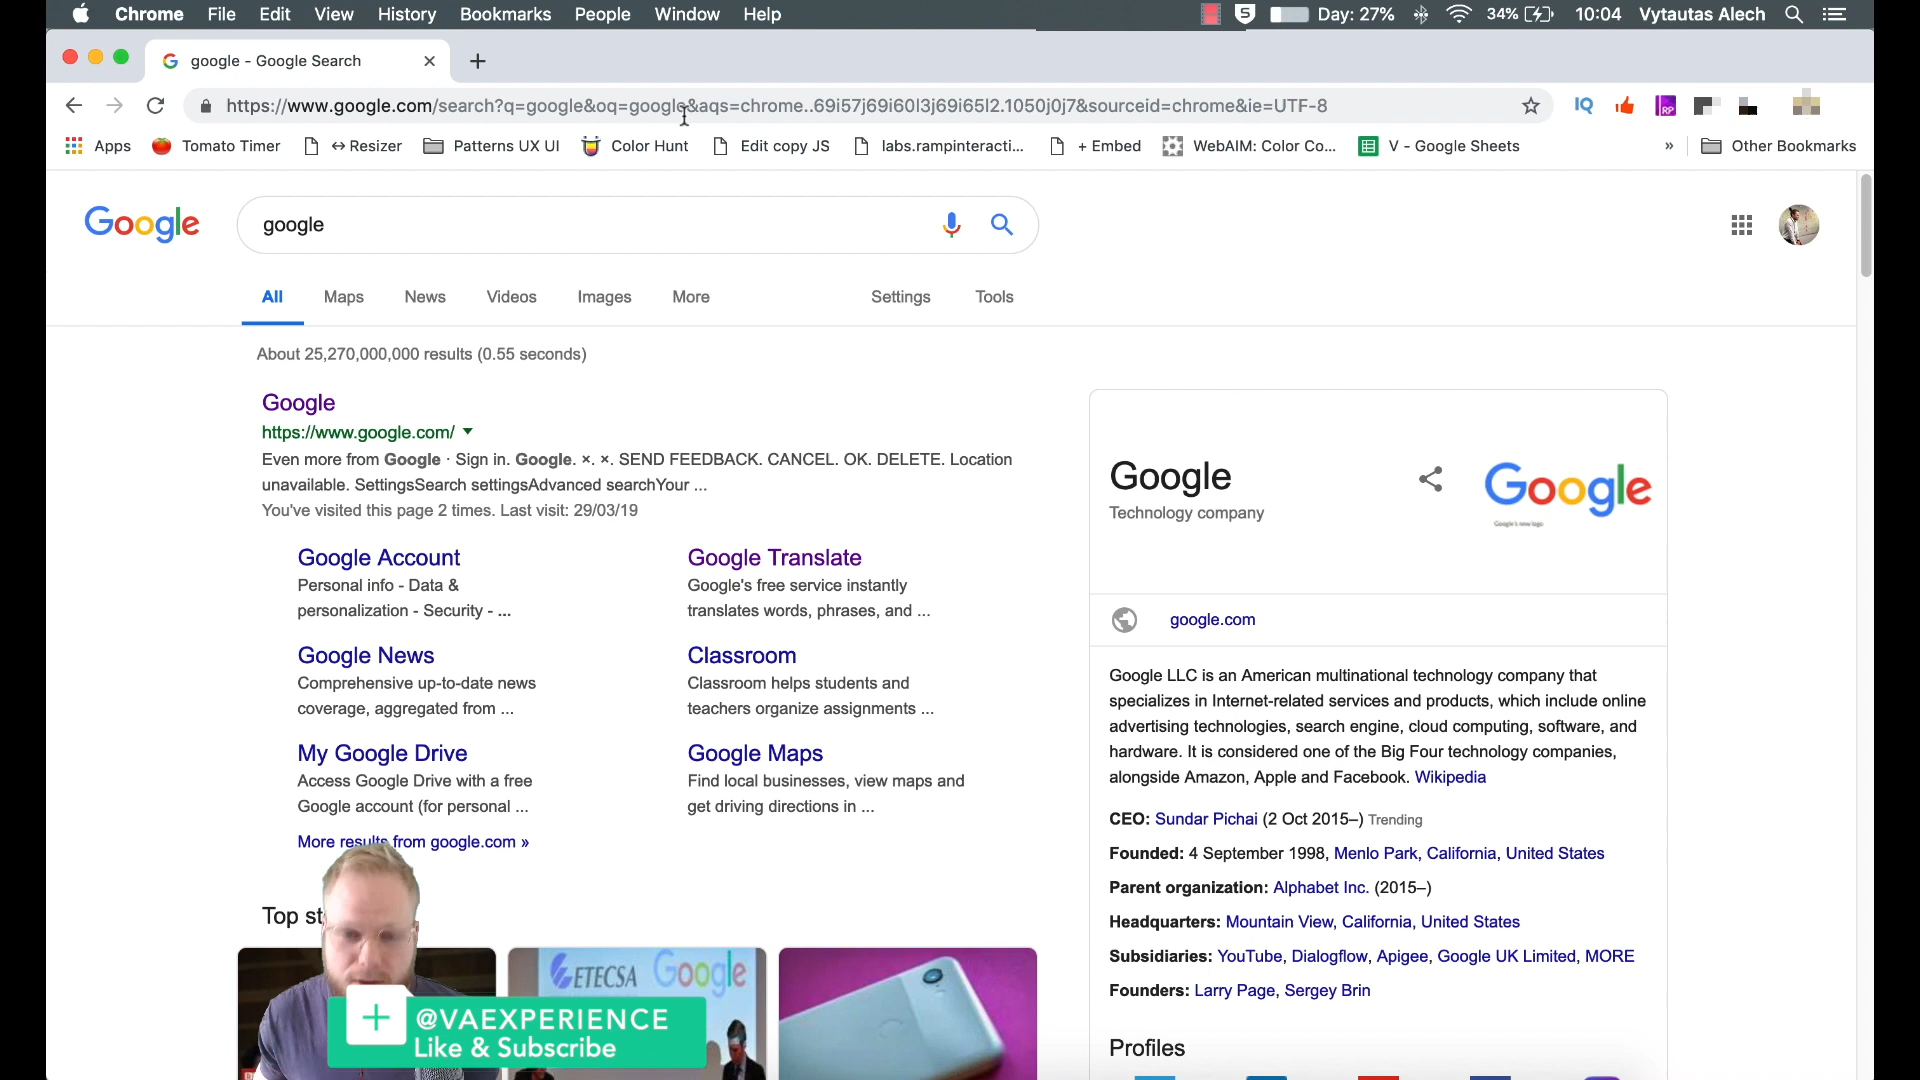 Chrome File Edit View History Bookmarks People Window Help
S Day: 27% 34% 10:04 Vytautas Alech
google - Google Search
https://www.google.com/search?q=google&oq=google&aqs=chrome..69i57j69i60l3j69i65l2.1050j0j7&sourceid=chrome&ie=UTF-8
IQ RP
Apps Tomato Timer ↔ Resizer Patterns UX UI Color Hunt Edit copy JS labs.rampinteracti... + Embed WebAIM: Color Co... V - Google Sheets » Other Bookmarks
Google google
All Maps News Videos Images More Settings Tools
About 25,270,000,000 results (0.55 seconds)
Google
https://www.google.com/
Even more from Google · Sign in. Google. ×. ×. SEND FEEDBACK. CANCEL. OK. DELETE. Location
unavailable. SettingsSearch settingsAdvanced searchYour ...
You've visited this page 2 times. Last visit: 29/03/19
Google Account
Personal info - Data &
personalization - Security - ...
Google Translate
Google's free service instantly
translates words, phrases, and ...
Google News
Comprehensive up-to-date news
coverage, aggregated from ...
Classroom
Classroom helps students and
teachers organize assignments ...
My Google Drive
Access Google Drive with a free
Google account (for personal ...
Google Maps
Find local businesses, view maps and
get driving directions in ...
More results from google.com »
Top st
ETECSA Google
@VAEXPERIENCE
Like & Subscribe
Google
Technology company
Google
Google's new logo
google.com
Google LLC is an American multinational technology company that
specializes in Internet-related services and products, which include online
advertising technologies, search engine, cloud computing, software, and
hardware. It is considered one of the Big Four technology companies,
alongside Amazon, Apple and Facebook. Wikipedia
CEO: Sundar Pichai (2 Oct 2015–) Trending
Founded: 4 September 1998, Menlo Park, California, United States
Parent organization: Alphabet Inc. (2015–)
Headquarters: Mountain View, California, United States
Subsidiaries: YouTube, Dialogflow, Apigee, Google UK Limited, MORE
Founders: Larry Page, Sergey Brin
Profiles